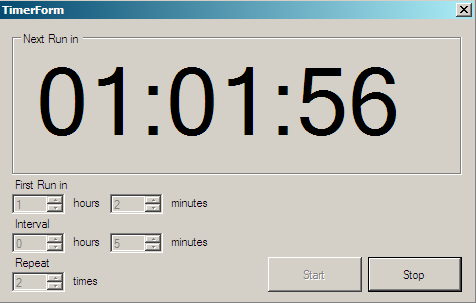 TimerForm
Next Run in
01:01:56
First Run in
1 hours 2 minutes
Interval
0 hours 5 minutes
Repeat
2 times
Start Stop